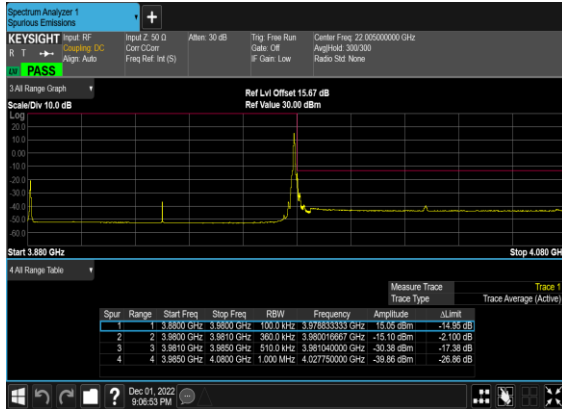 Spectrum Analyzer 1
Spurious Emissions
KEYSIGHT Input: RF Input Z: 50 Ω Atten: 30 dB Trig: Free Run Center Freq: 22.005000000 GHz
R T Coupling: DC Corr CCorr Gate: Off Avg|Hold: 300/300
Align: Auto Freq Ref: Int (S) IF Gain: Low Radio Std: None
PASS
3 All Range Graph
Ref Lvl Offset 15.67 dB
Scale/Div 10.0 dB Ref Value 30.00 dBm
Log
20.0
10.0
0.00
-10.0
-20.0
-30.0
-40.0
-50.0
-60.0
Start 3.880 GHz Stop 4.080 GH
4 All Range Table
Measure Trace Trace 1
Trace Type Trace Average (Active)
Spur Range Start Freq Stop Freq RBW Frequency Amplitude ΔLimit
1 1 3.8800 GHz 3.9800 GHz 100.0 kHz 3.978833333 GHz 15.05 dBm -14.95 dB
2 2 3.9800 GHz 3.9810 GHz 360.0 kHz 3.980016667 GHz -15.10 dBm -2.100 dB
3 3 3.9810 GHz 3.9850 GHz 510.0 kHz 3.981040000 GHz -30.38 dBm -17.38 dB
4 4 3.9850 GHz 4.0800 GHz 1.000 MHz 4.027750000 GHz -39.86 dBm -26.86 dB
? Dec 01, 2022
9:06:53 PM